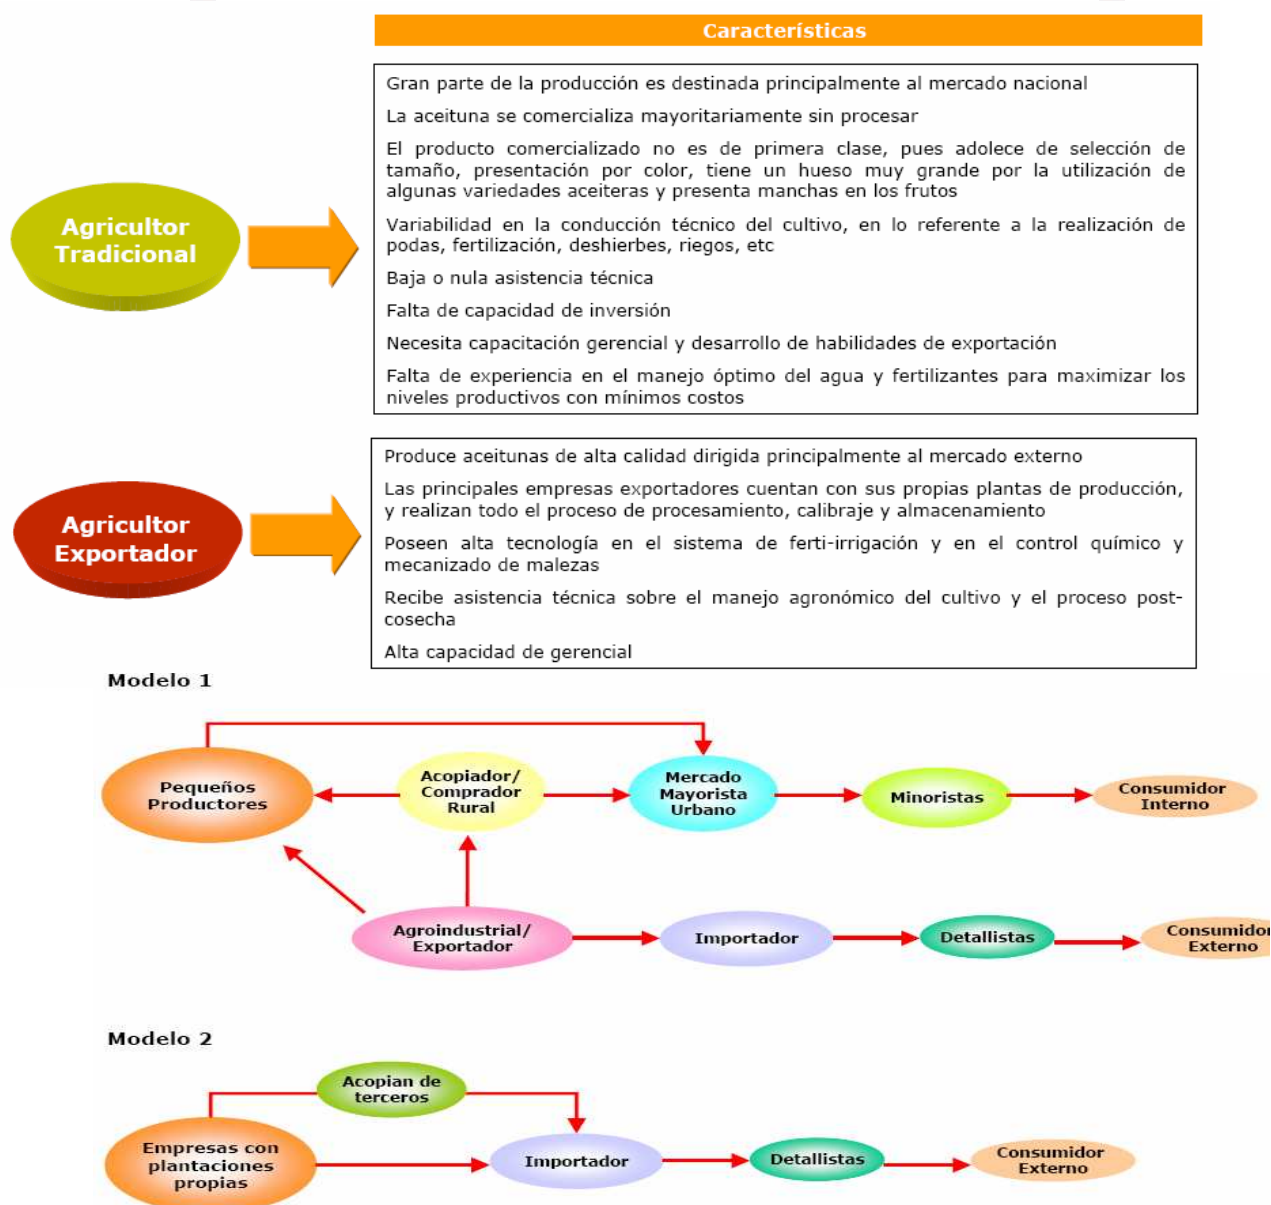 Características
Agricultor
Tradicional
Gran parte de la producción es destinada principalmente al mercado nacional
La aceituna se comercializa mayoritariamente sin procesar
El producto comercializado no es de primera clase, pues adolece de selección de
tamaño, presentación por color, tiene un hueso muy grande por la utilización de
algunas variedades aceiteras y presenta manchas en los frutos
Variabilidad en la conducción técnico del cultivo, en lo referente a la realización de
podas, fertilización, deshierbes, riegos, etc
Baja o nula asistencia técnica
Falta de capacidad de inversión
Necesita capacitación gerencial y desarrollo de habilidades de exportación
Falta de experiencia en el manejo óptimo del agua y fertilizantes para maximizar los
niveles productivos con mínimos costos
Agricultor
Exportador
Produce aceitunas de alta calidad dirigida principalmente al mercado externo
Las principales empresas exportadores cuentan con sus propias plantas de producción,
y realizan todo el proceso de procesamiento, calibraje y almacenamiento
Poseen alta tecnología en el sistema de ferti-irrigación y en el control químico y
mecanizado de malezas
Recibe asistencia técnica sobre el manejo agronómico del cultivo y el proceso post-
cosecha
Alta capacidad de gerencial
Modelo 1
Pequeños
Productores
Acopiador/
Comprador
Rural
Mercado
Mayorista
Urbano
Minoristas
Consumidor
Interno
Agroindustrial/
Exportador
Importador
Detallistas
Consumidor
Externo
Modelo 2
Acopian de
terceros
Empresas con
plantaciones
propias
Importador
Detallistas
Consumidor
Externo